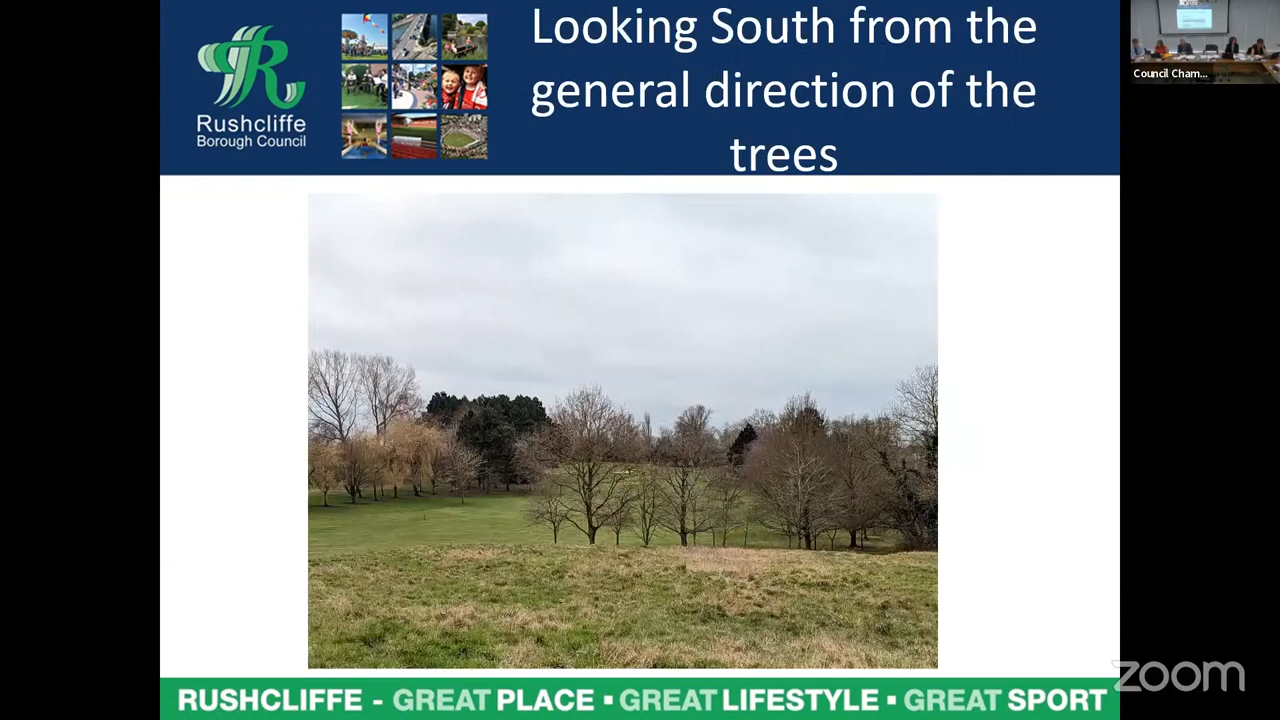 Looking South from the
general direction of the
trees
Rushcliffe
Borough Council
Council Cham...
RUSHCLIFFE - GREAT PLACE ▪ GREAT LIFESTYLE ▪ GREAT SPORT
zoom